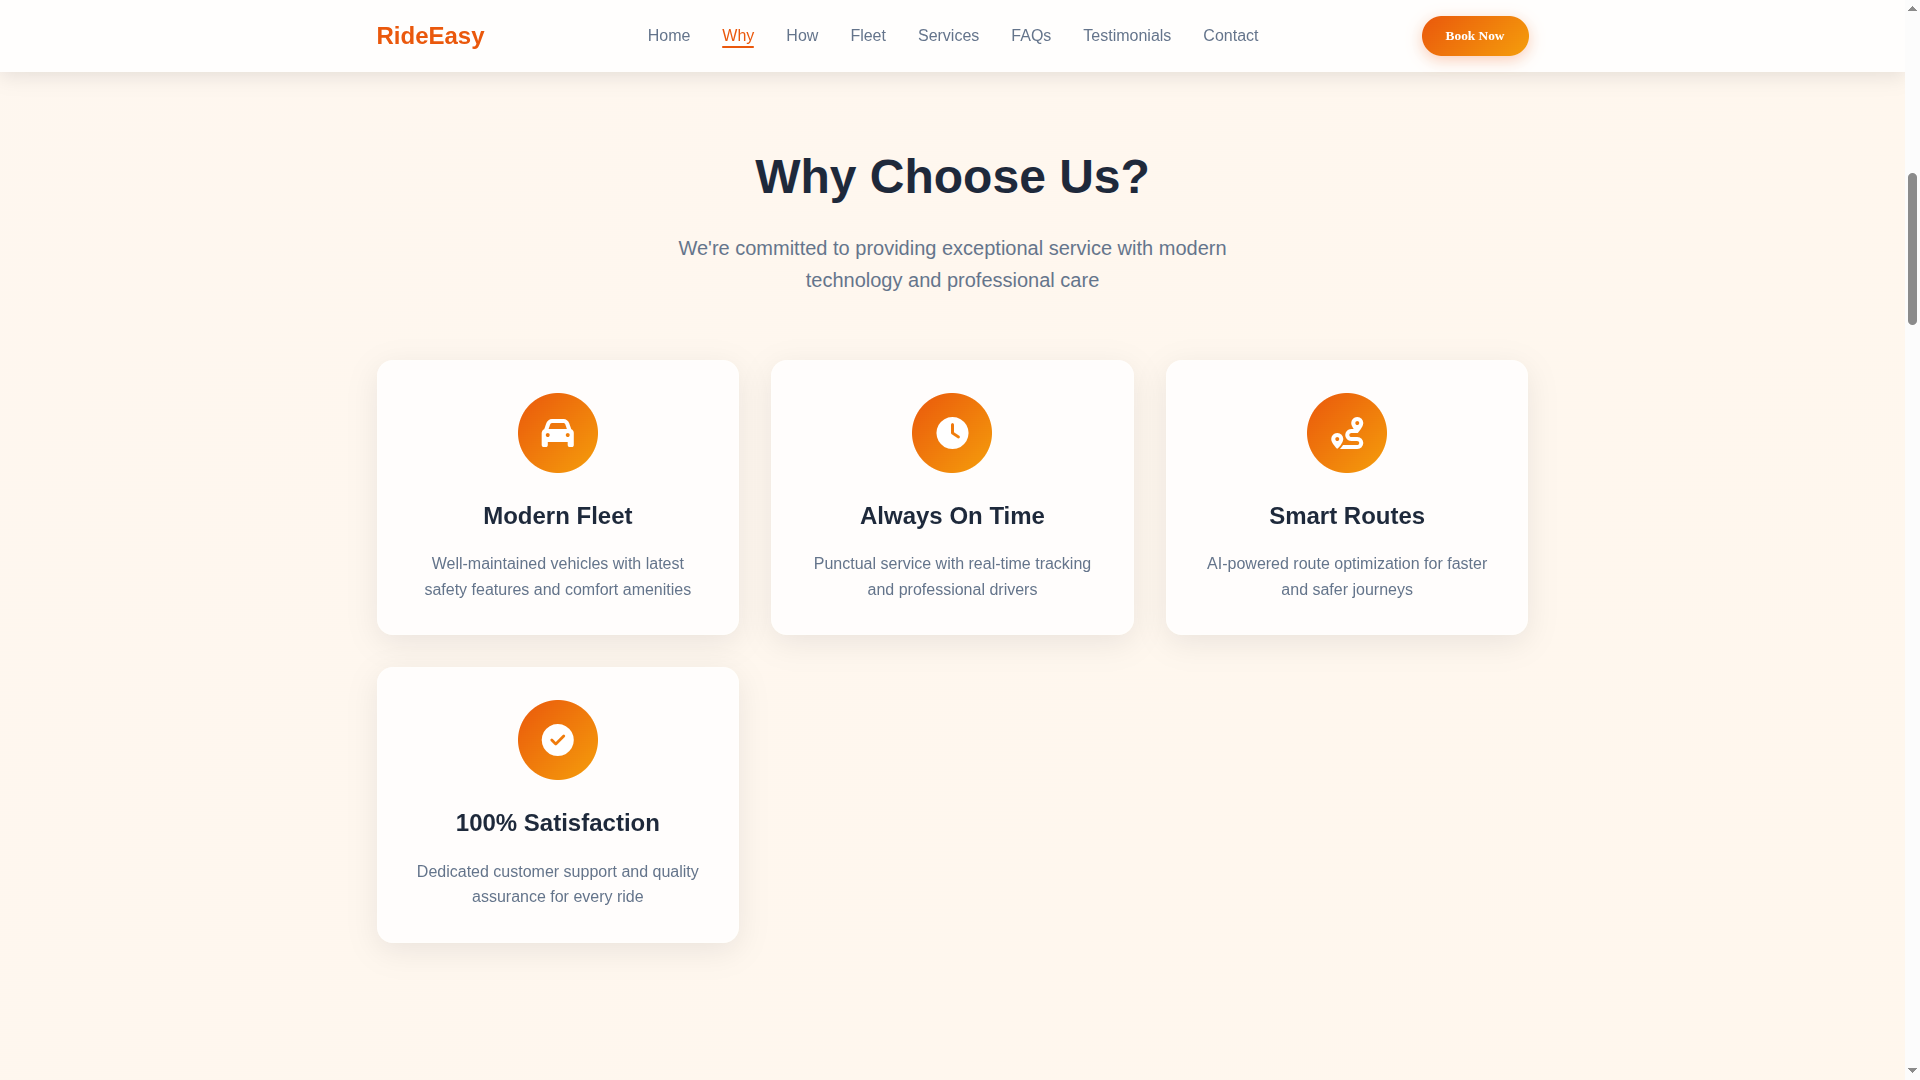 RideEasy
Home Why How Fleet Services FAQs Testimonials Contact
Book Now
Why Choose Us?
We're committed to providing exceptional service with modern
technology and professional care
Modern Fleet
Well-maintained vehicles with latest
safety features and comfort amenities
Always On Time
Punctual service with real-time tracking
and professional drivers
Smart Routes
AI-powered route optimization for faster
and safer journeys
100% Satisfaction
Dedicated customer support and quality
assurance for every ride